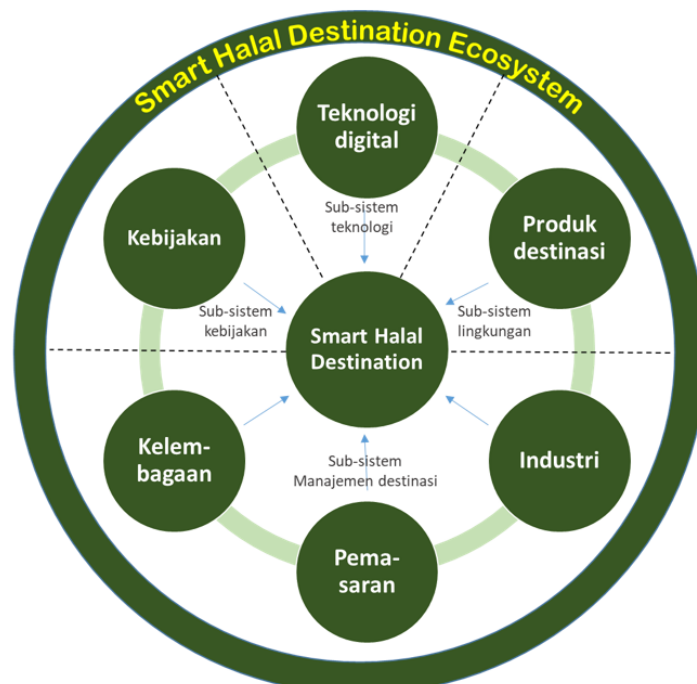 Smart Halal Destination Ecosystem
Teknologi
digital
Sub-sistem
teknologi
Kebijakan
Produk
destinasi
Sub-sistem
kebijakan
Smart Halal
Destination
Sub-sistem
lingkungan
Kelem-
bagaan
Sub-sistem
Manajemen destinasi
Industri
Pema-
saran